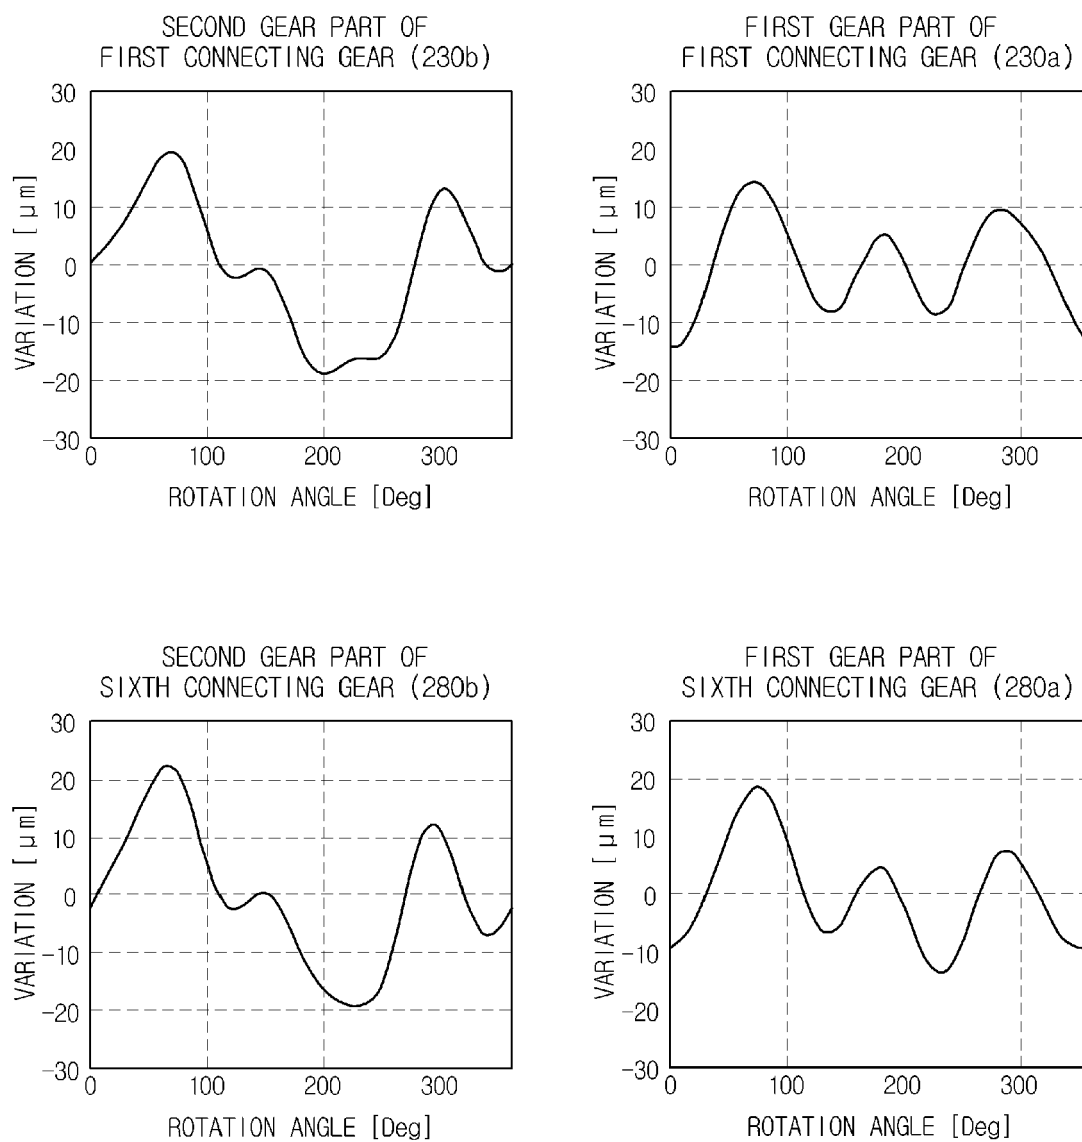 SECOND GEAR PART OF
FIRST CONNECTING GEAR (230b)
30
20
10
0
-10
-20
-30
VARIATION [μm]
0 100 200 300
ROTATION ANGLE [Deg]
FIRST GEAR PART OF
FIRST CONNECTING GEAR (230a)
30
20
10
0
-10
-20
-30
VARIATION [μm]
0 100 200 300
ROTATION ANGLE [Deg]
SECOND GEAR PART OF
SIXTH CONNECTING GEAR (280b)
30
20
10
0
-10
-20
-30
VARIATION [μm]
0 100 200 300
ROTATION ANGLE [Deg]
FIRST GEAR PART OF
SIXTH CONNECTING GEAR (280a)
30
20
10
0
-10
-20
-30
VARIATION [μm]
0 100 200 300
ROTATION ANGLE [Deg]